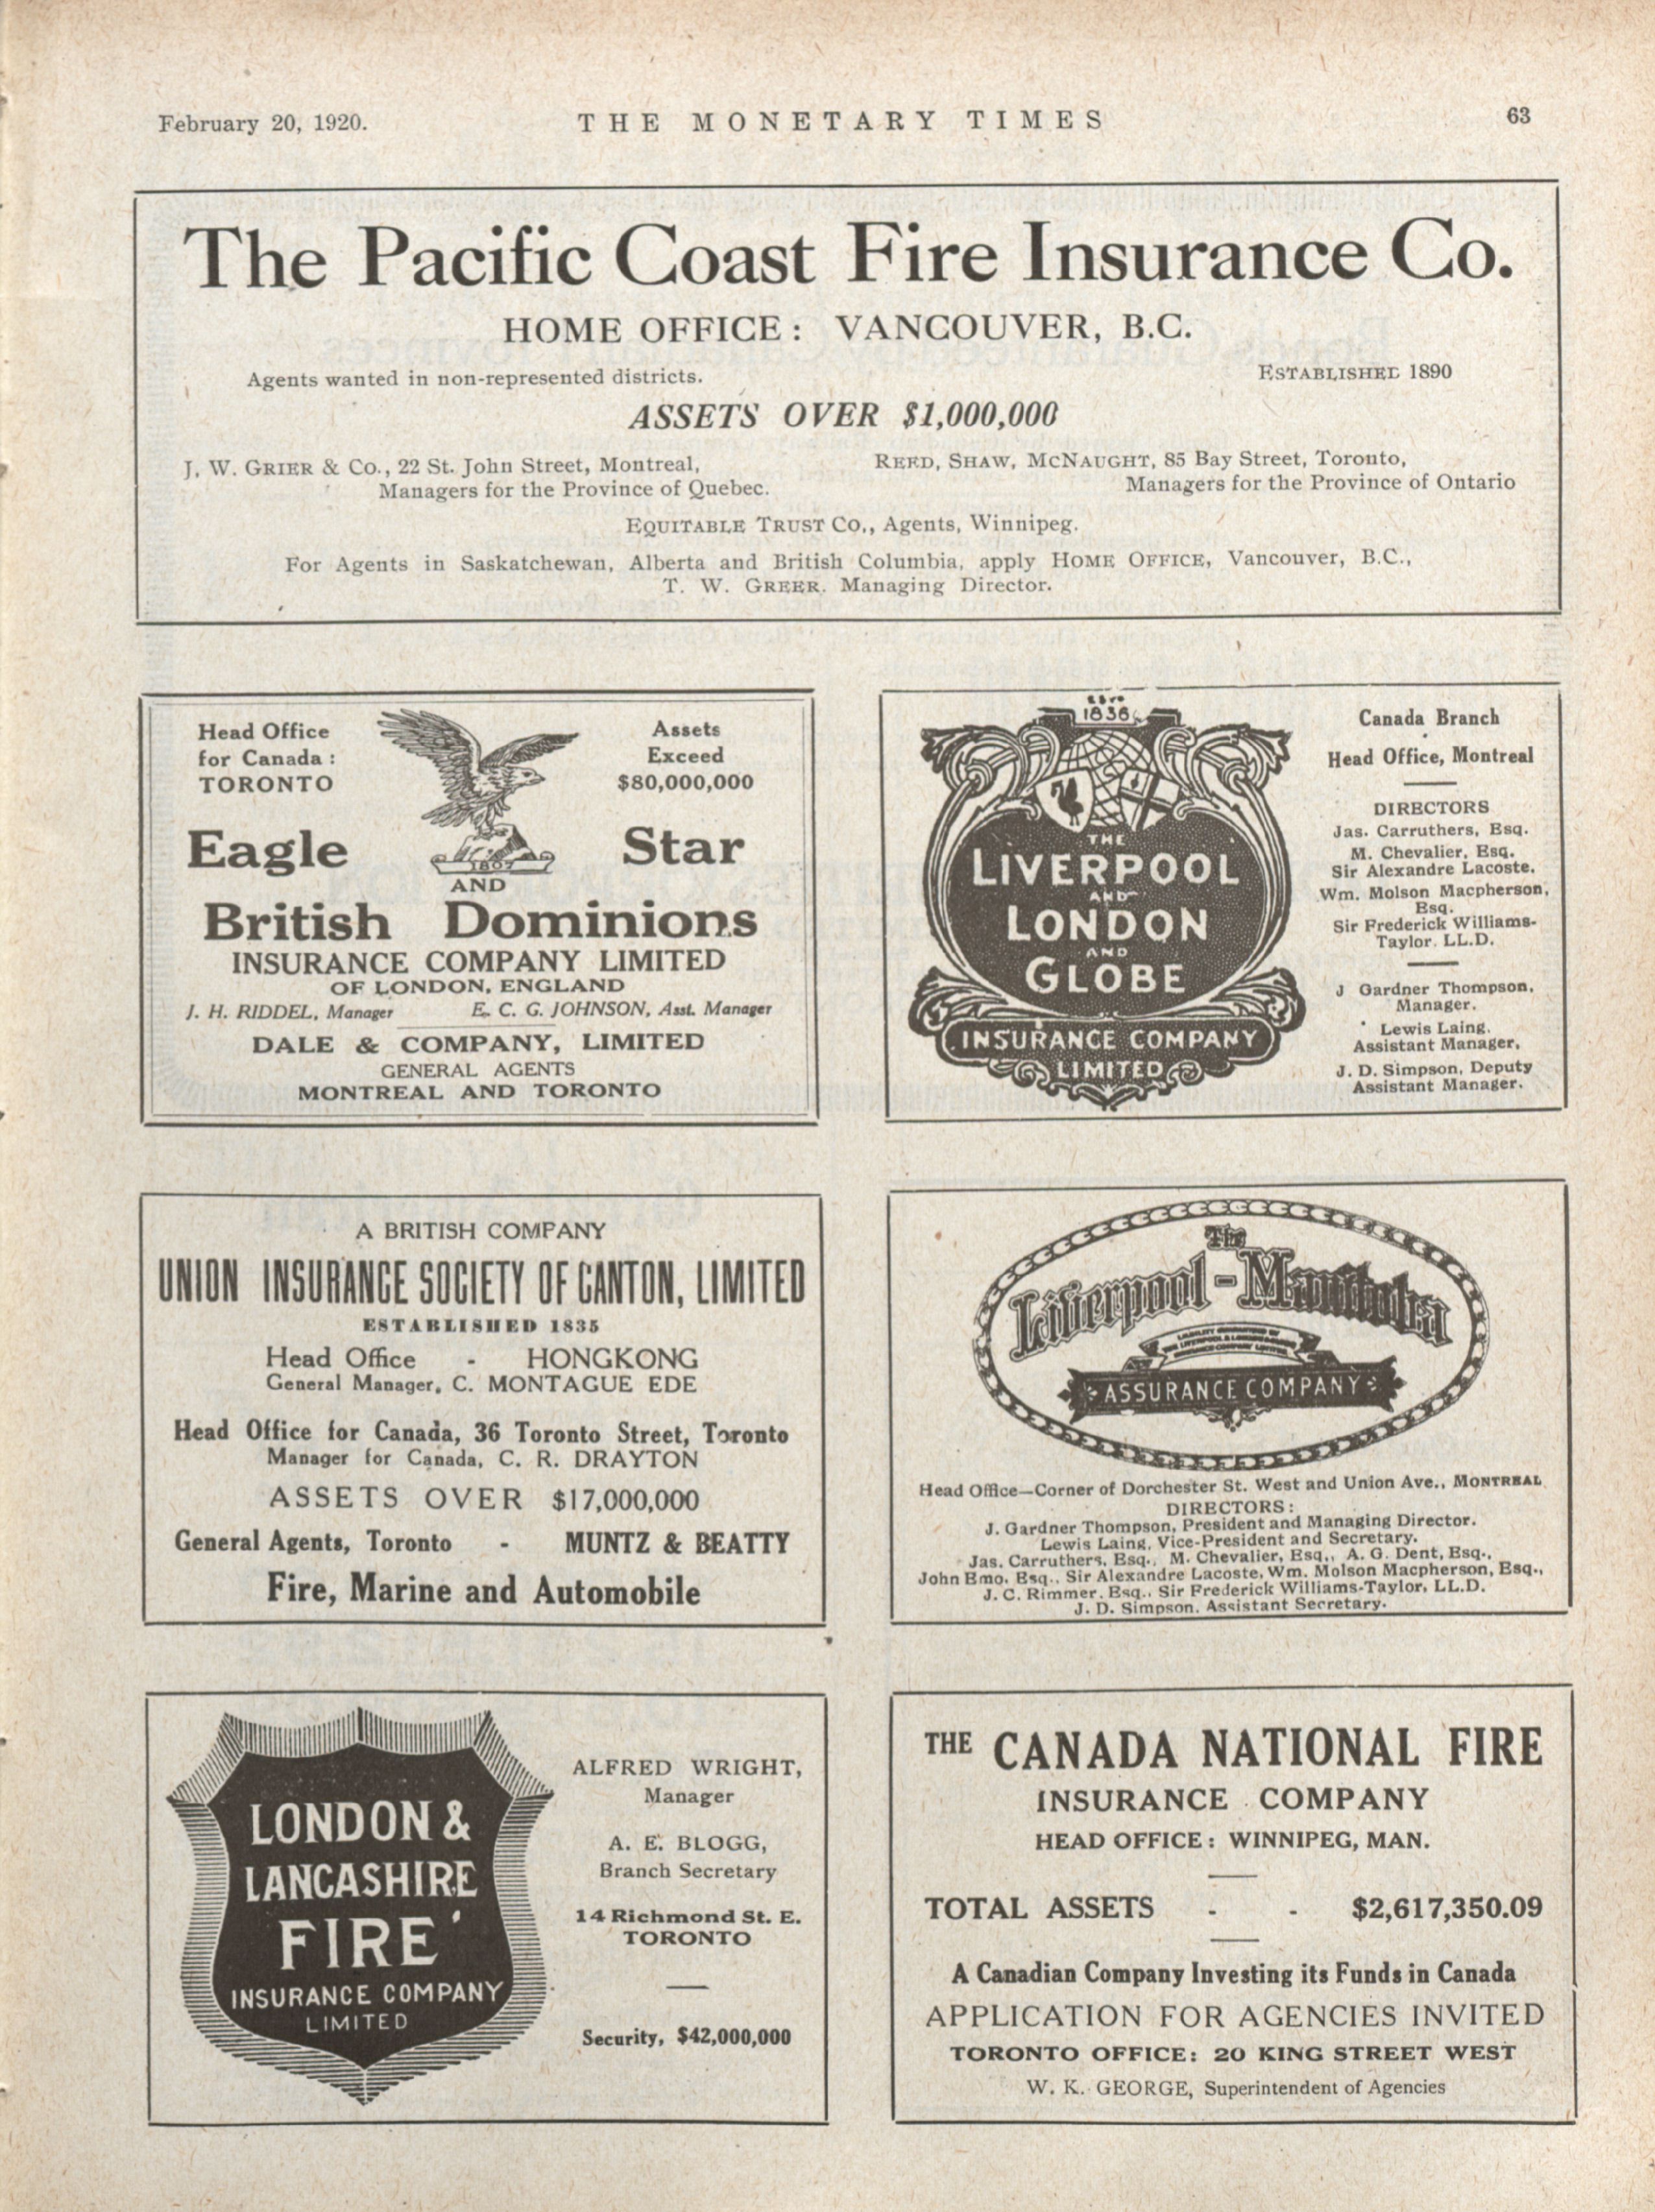 February 20, 1920.
THE MONETARY TIMES
63
The Pacific Coast Fire Insurance Co.
HOME OFFICE: VANCOUVER, B.C.
Agents wanted in non-represented districts.
ESTABLISHED 1890
ASSETS OVER $1,000,000
J. W. GRIER & Co., 22 St. John Street, Montreal,
Managers for the Province of Quebec.
REED, SHAW, McNAUGHT, 85 Bay Street, Toronto,
Managers for the Province of Ontario
EQUITABLE TRUST Co., Agents, Winnipeg.
For Agents in Saskatchewan, Alberta and British Columbia, apply HOME OFFICE, Vancouver, B.C.,
T. W. GREER, Managing Director.
Head Office
for Canada:
TORONTO
Assets
Exceed
$80,000,000
Eagle Star
1807
AND
British Dominions
INSURANCE COMPANY LIMITED
OF LONDON, ENGLAND
J. H. RIDDEL, Manager E. C. G. JOHNSON, Asst. Manager
DALE & COMPANY, LIMITED
GENERAL AGENTS
MONTREAL AND TORONTO
ESTD
1836
THE
LIVERPOOL
AND
LONDON
AND
GLOBE
INSURANCE COMPANY
LIMITED
Canada Branch
Head Office, Montreal
DIRECTORS
Jas. Carruthers, Esq.
M. Chevalier, Esq.
Sir Alexandre Lacoste.
Wm. Molson Macpherson,
Esq.
Sir Frederick Williams-
Taylor, LL.D.
J Gardner Thompson,
Manager.
Lewis Laing,
Assistant Manager,
J. D. Simpson, Deputy
Assistant Manager.
A BRITISH COMPANY
UNION INSURANCE SOCIETY OF CANTON, LIMITED
ESTABLISHED 1835
Head Office - HONGKONG
General Manager, C. MONTAGUE EDE
Head Office for Canada, 36 Toronto Street, Toronto
Manager for Canada, C. R. DRAYTON
ASSETS OVER $17,000,000
General Agents, Toronto - MUNTZ & BEATTY
Fire, Marine and Automobile
The
Liverpool-Manitoba
LIABILITY GUARANTEED BY
THE LIVERPOOL & LONDON & GLOBE
INSURANCE COMPANY LIMITED
ASSURANCE COMPANY
Head Office—Corner of Dorchester St. West and Union Ave., MONTREAL
DIRECTORS:
J. Gardner Thompson, President and Managing Director.
Lewis Laing, Vice-President and Secretary.
Jas. Carruthers, Esq., M. Chevalier, Esq., A. G. Dent, Esq.,
John Emo, Esq., Sir Alexandre Lacoste, Wm. Molson Macpherson, Esq.,
J. C. Rimmer, Esq., Sir Frederick Williams-Taylor, LL.D.
J. D. Simpson, Assistant Secretary.
LONDON &
LANCASHIRE
FIRE
INSURANCE COMPANY
LIMITED
ALFRED WRIGHT,
Manager
A. E. BLOGG,
Branch Secretary
14 Richmond St. E.
TORONTO
Security, $42,000,000
THE CANADA NATIONAL FIRE
INSURANCE COMPANY
HEAD OFFICE: WINNIPEG, MAN.
TOTAL ASSETS - - $2,617,350.09
A Canadian Company Investing its Funds in Canada
APPLICATION FOR AGENCIES INVITED
TORONTO OFFICE: 20 KING STREET WEST
W. K. GEORGE, Superintendent of Agencies